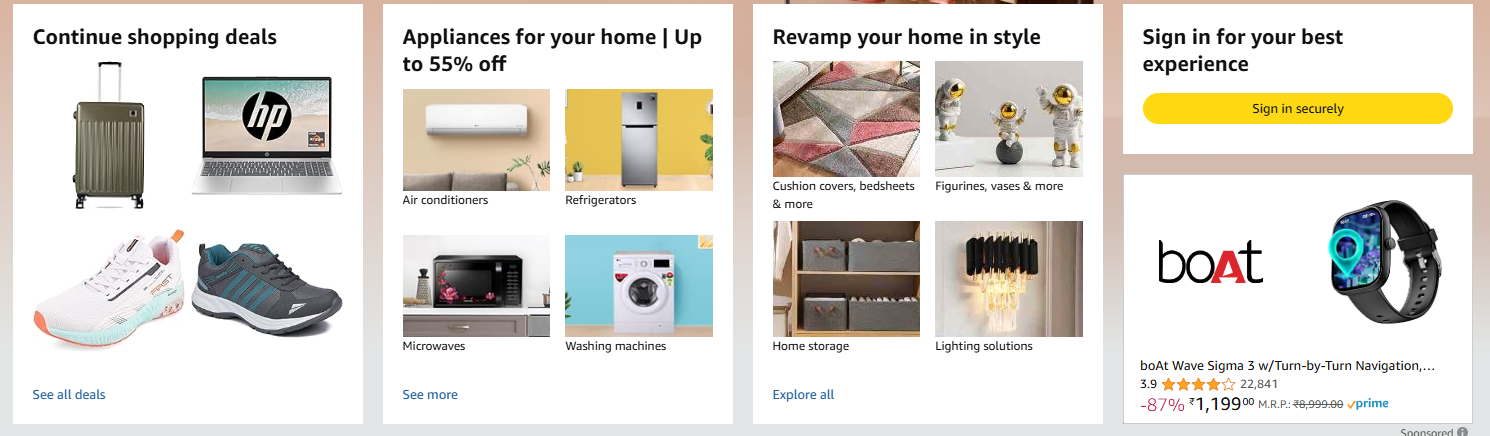 Continue shopping deals
hp
See all deals
Appliances for your home | Up
to 55% off
Air conditioners
Refrigerators
Microwaves
Washing machines
See more
Revamp your home in style
Cushion covers, bedsheets
& more
Figurines, vases & more
Home storage
Lighting solutions
Explore all
Sign in for your best
experience
Sign in securely
boAt
boAt Wave Sigma 3 w/Turn-by-Turn Navigation,…
3.9 22,841
-87% ₹1,19900 M.R.P.: ₹8,999.00 prime
Sponsored